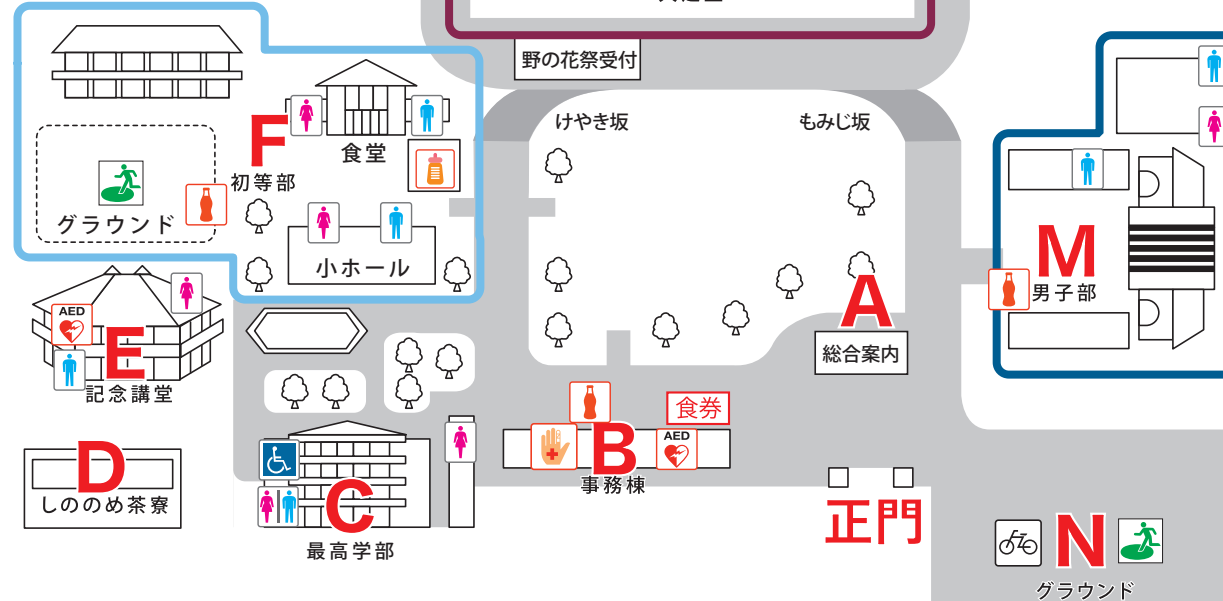 野の花祭受付
けやき坂
もみじ坂
F
食堂
初等部
グラウンド
小ホール
M
男子部
A
総合案内
AED
E
記念講堂
食券
AED
B
事務棟
D
しののめ茶寮
C
最高学部
正門
N
グラウンド